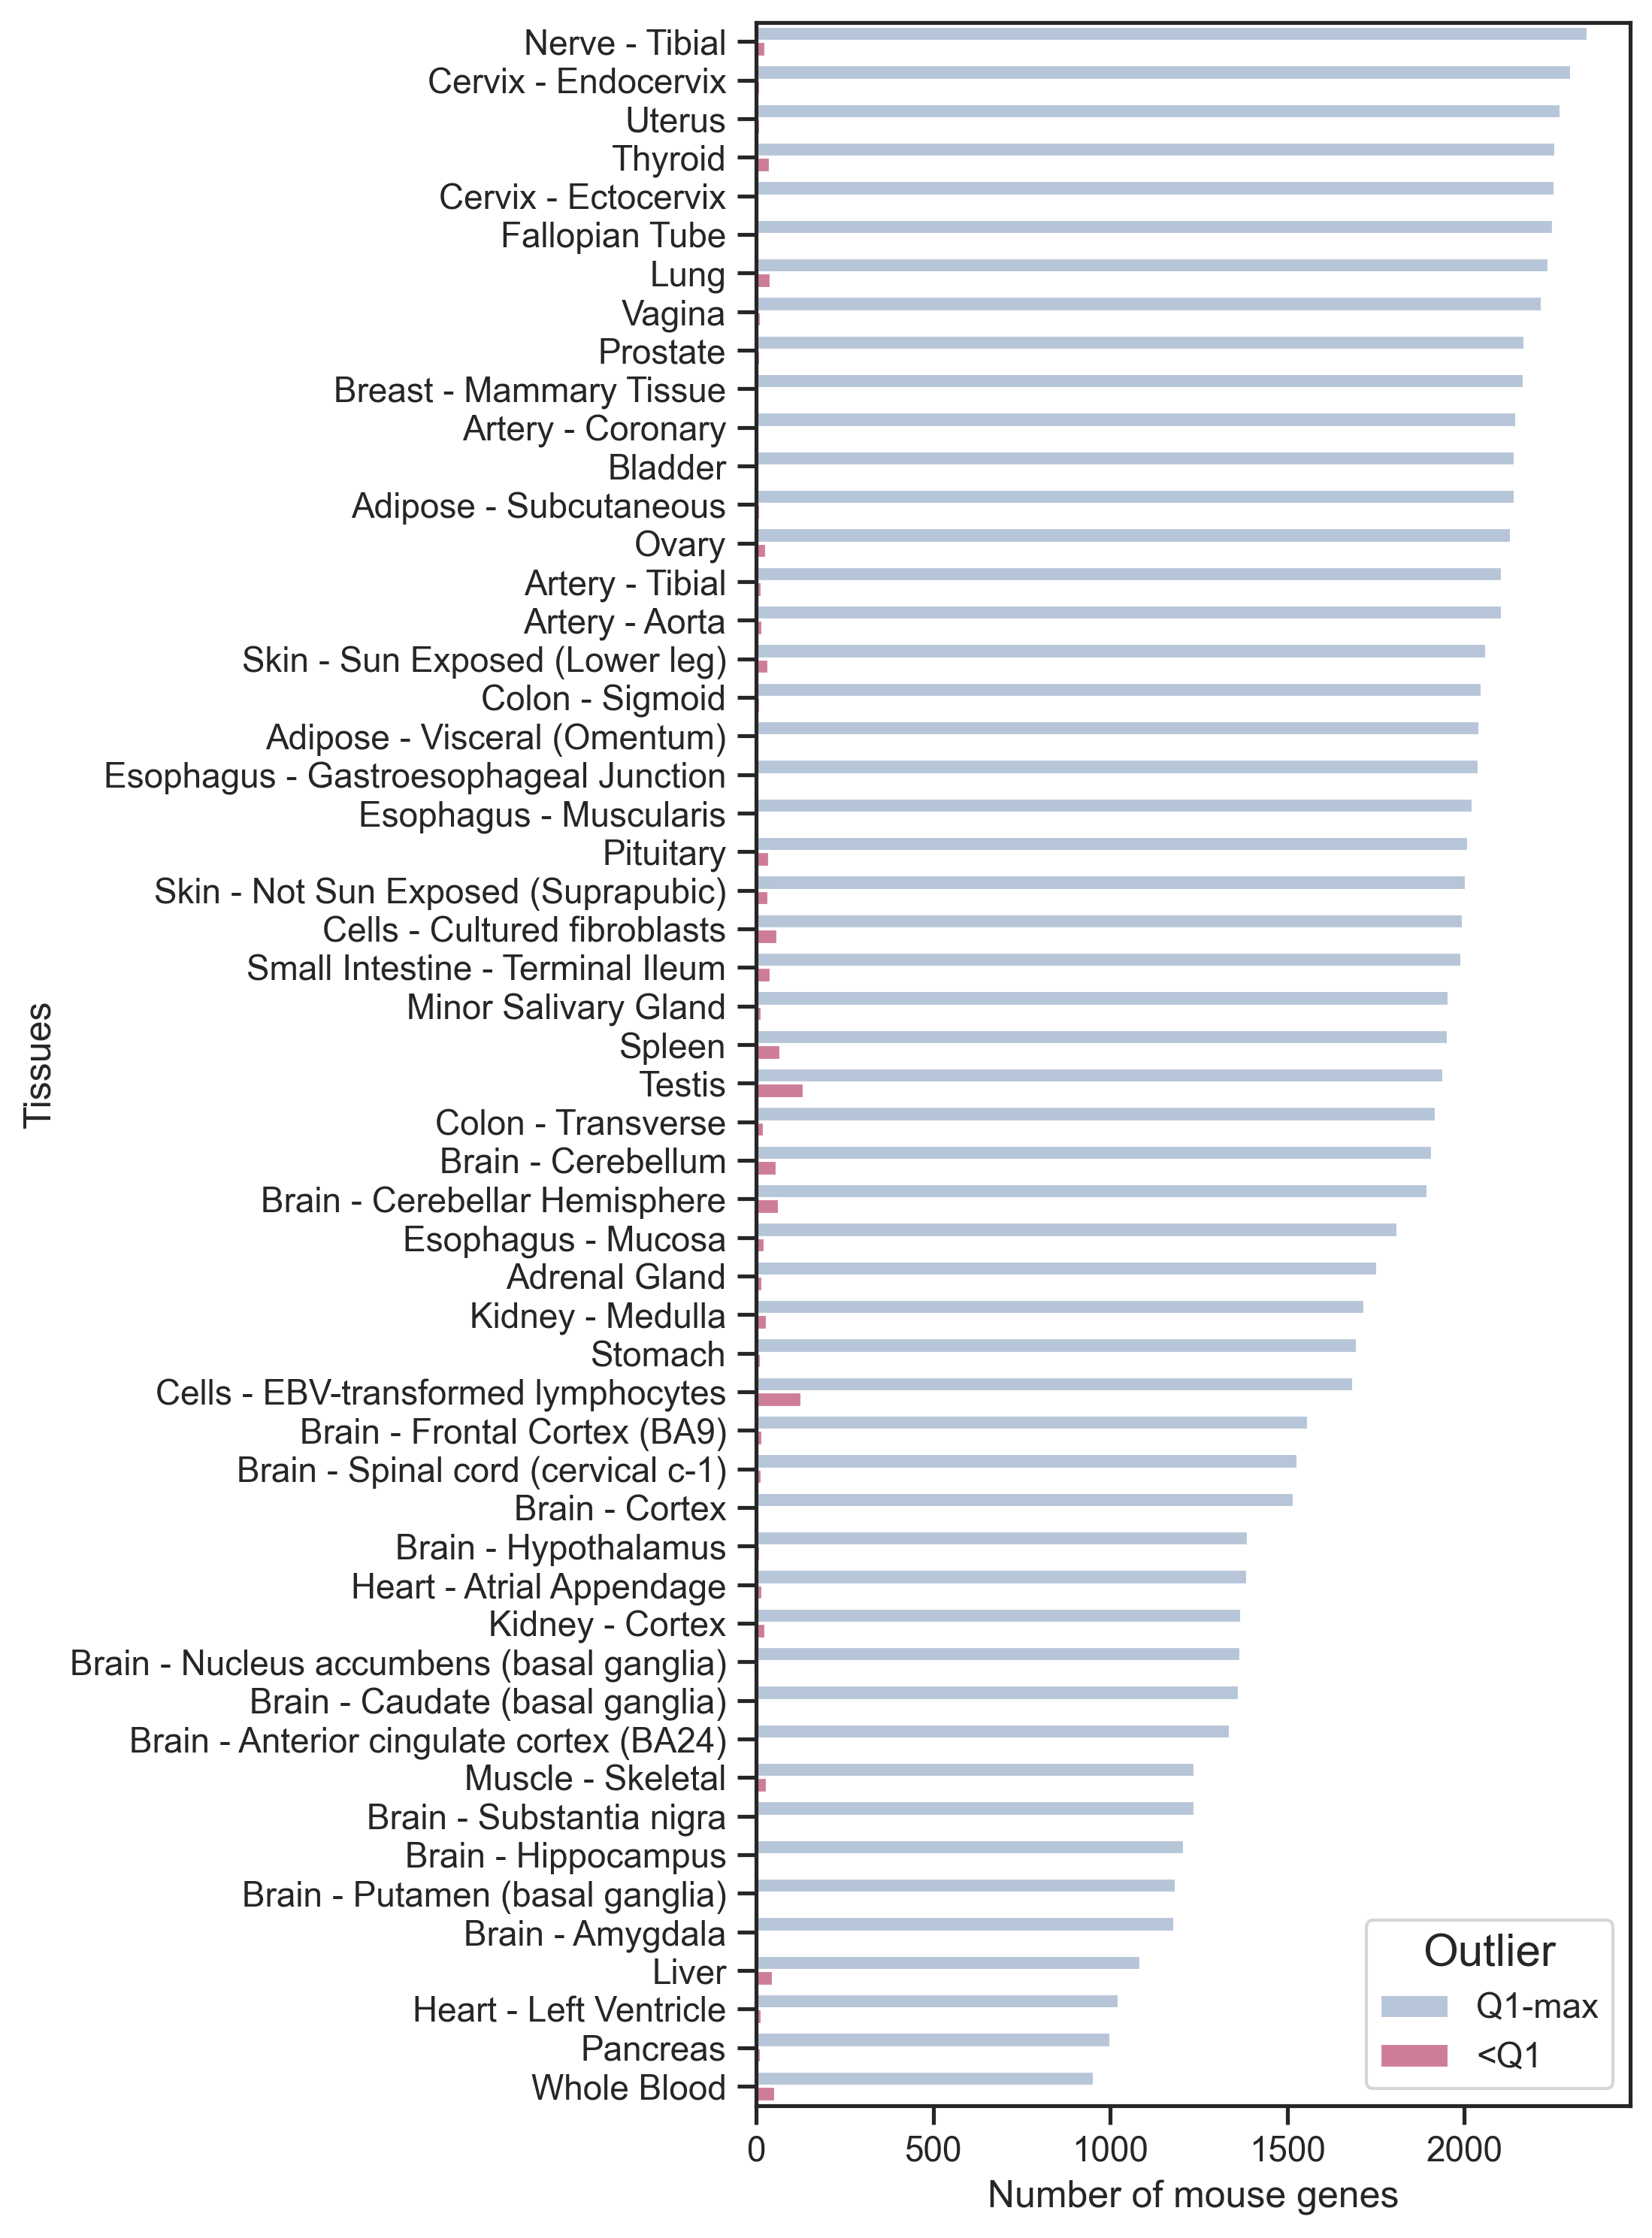 Nerve - Tibial
Cervix - Endocervix
Uterus
Thyroid
Cervix - Ectocervix
Fallopian Tube
Lung
Vagina
Prostate
Breast - Mammary Tissue
Artery - Coronary
Bladder
Adipose - Subcutaneous
Ovary
Artery - Tibial
Artery - Aorta
Skin - Sun Exposed (Lower leg)
Colon - Sigmoid
Adipose - Visceral (Omentum)
Esophagus - Gastroesophageal Junction
Esophagus - Muscularis
Pituitary
Skin - Not Sun Exposed (Suprapubic)
Cells - Cultured fibroblasts
Small Intestine - Terminal Ileum
Minor Salivary Gland
Spleen
Testis
Colon - Transverse
Brain - Cerebellum
Brain - Cerebellar Hemisphere
Esophagus - Mucosa
Adrenal Gland
Kidney - Medulla
Stomach
Cells - EBV-transformed lymphocytes
Brain - Frontal Cortex (BA9)
Brain - Spinal cord (cervical c-1)
Brain - Cortex
Brain - Hypothalamus
Heart - Atrial Appendage
Kidney - Cortex
Brain - Nucleus accumbens (basal ganglia)
Brain - Caudate (basal ganglia)
Brain - Anterior cingulate cortex (BA24)
Muscle - Skeletal
Brain - Substantia nigra
Brain - Hippocampus
Brain - Putamen (basal ganglia)
Brain - Amygdala
Liver
Heart - Left Ventricle
Pancreas
Whole Blood
Tissues
Outlier
Q1-max
<Q1
0 500 1000 1500 2000
Number of mouse genes